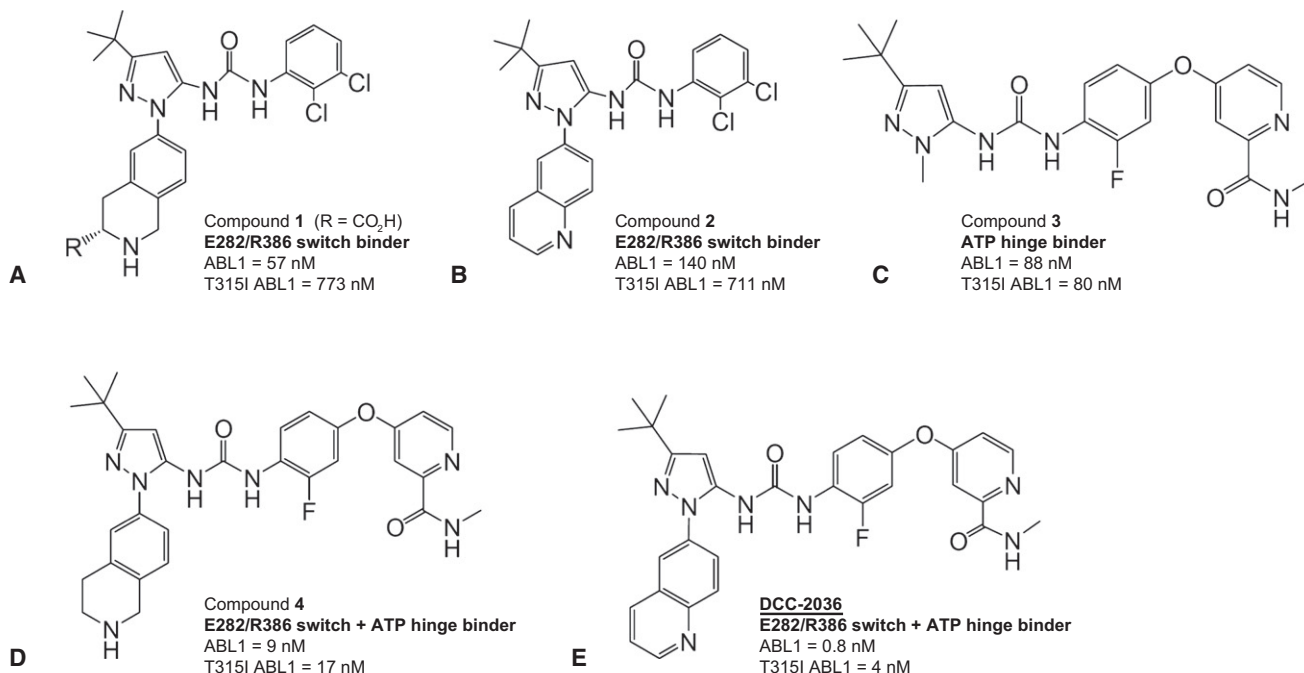 A
Compound 1 (R = CO2H)
E282/R386 switch binder
ABL1 = 57 nM
T315I ABL1 = 773 nM
N
N
O
N
H
N
H
Cl
Cl
R
N
H
B
Compound 2
E282/R386 switch binder
ABL1 = 140 nM
T315I ABL1 = 711 nM
N
N
O
N
H
N
H
Cl
Cl
N
C
Compound 3
ATP hinge binder
ABL1 = 88 nM
T315I ABL1 = 80 nM
N
N
O
N
H
N
H
F
O
N
O
N
H
D
Compound 4
E282/R386 switch + ATP hinge binder
ABL1 = 9 nM
T315I ABL1 = 17 nM
N
N
O
N
H
N
H
F
O
N
O
N
H
N
H
E
DCC-2036
E282/R386 switch + ATP hinge binder
ABL1 = 0.8 nM
T315I ABL1 = 4 nM
N
N
O
N
H
N
H
F
O
N
O
N
H
N